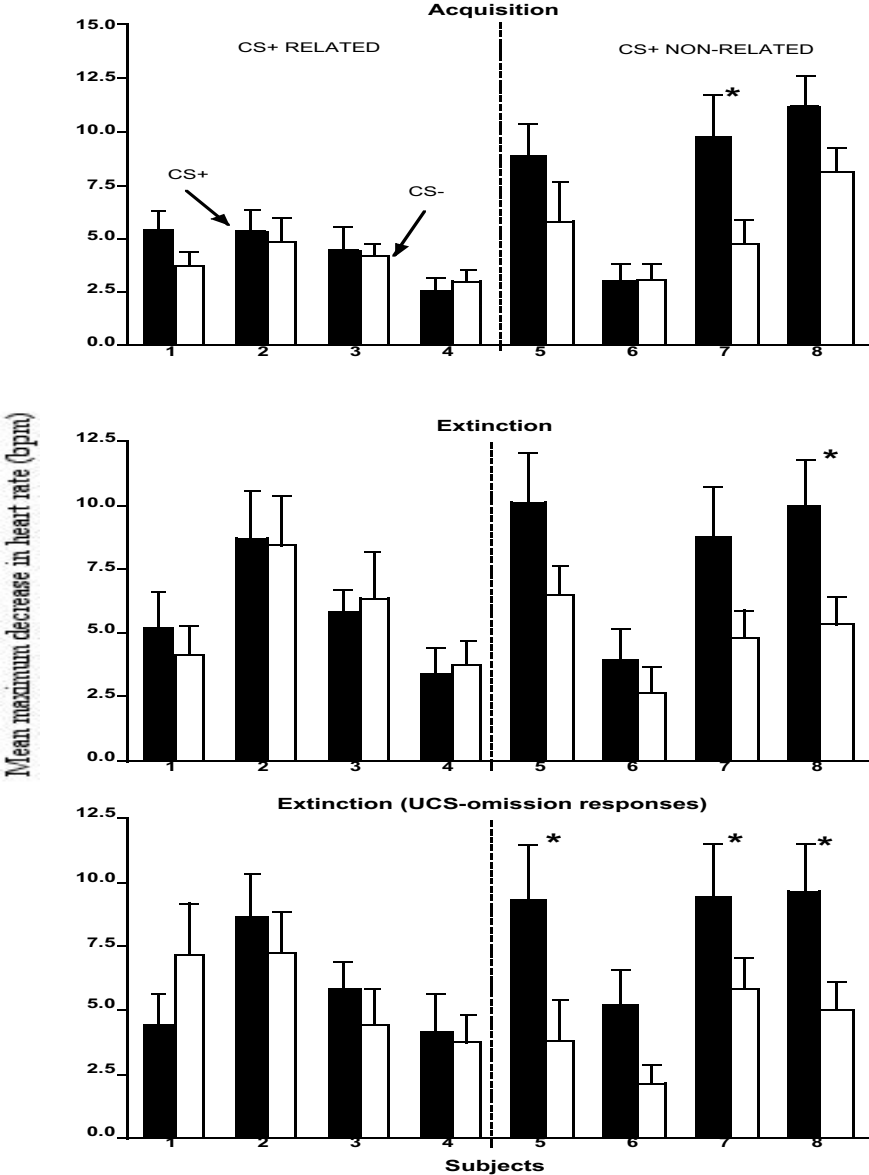 Acquisition
15.0
CS+ RELATED
CS+ NON-RELATED
12.5
*
10.0
CS+
7.5
CS-
5.0
2.5
0.0
1 2 3 4 5 6 7 8
Mean maximum decrease in heart rate (bpm)
Extinction
12.5
*
10.0
7.5
5.0
2.5
0.0
1 2 3 4 5 6 7 8
Extinction (UCS-omission responses)
12.5
* * *
10.0
7.5
5.0
2.5
0.0
1 2 3 4 5 6 7 8
Subjects